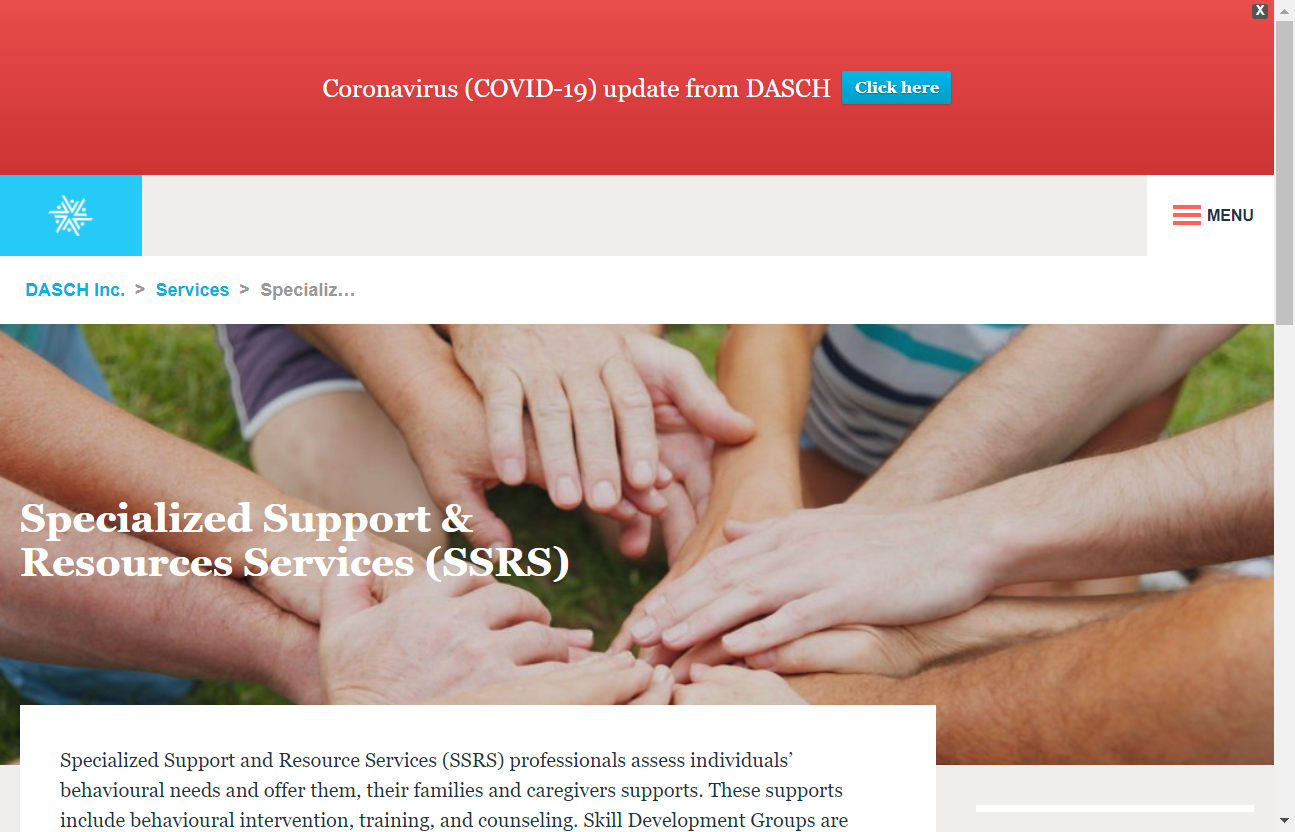 X
Coronavirus (COVID-19) update from DASCH Click here
MENU
DASCH Inc. > Services > Specializ...
Specialized Support &
Resources Services (SSRS)
Specialized Support and Resource Services (SSRS) professionals assess individuals’
behavioural needs and offer them, their families and caregivers supports. These supports
include behavioural intervention, training, and counseling. Skill Development Groups are